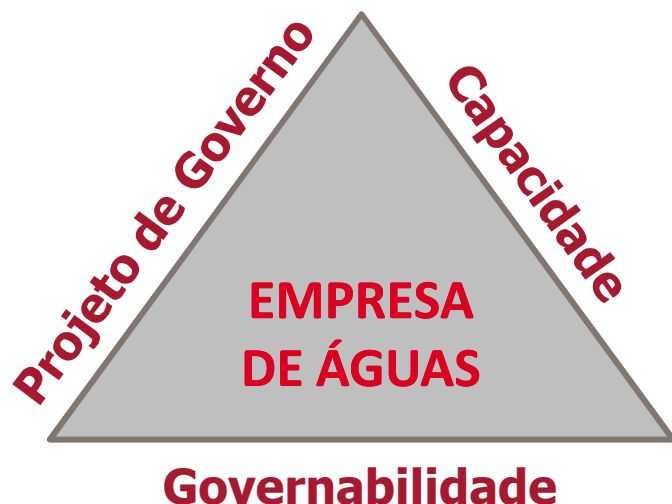 Projeto de Governo
Capacidade
EMPRESA
DE ÁGUAS
Governabilidade